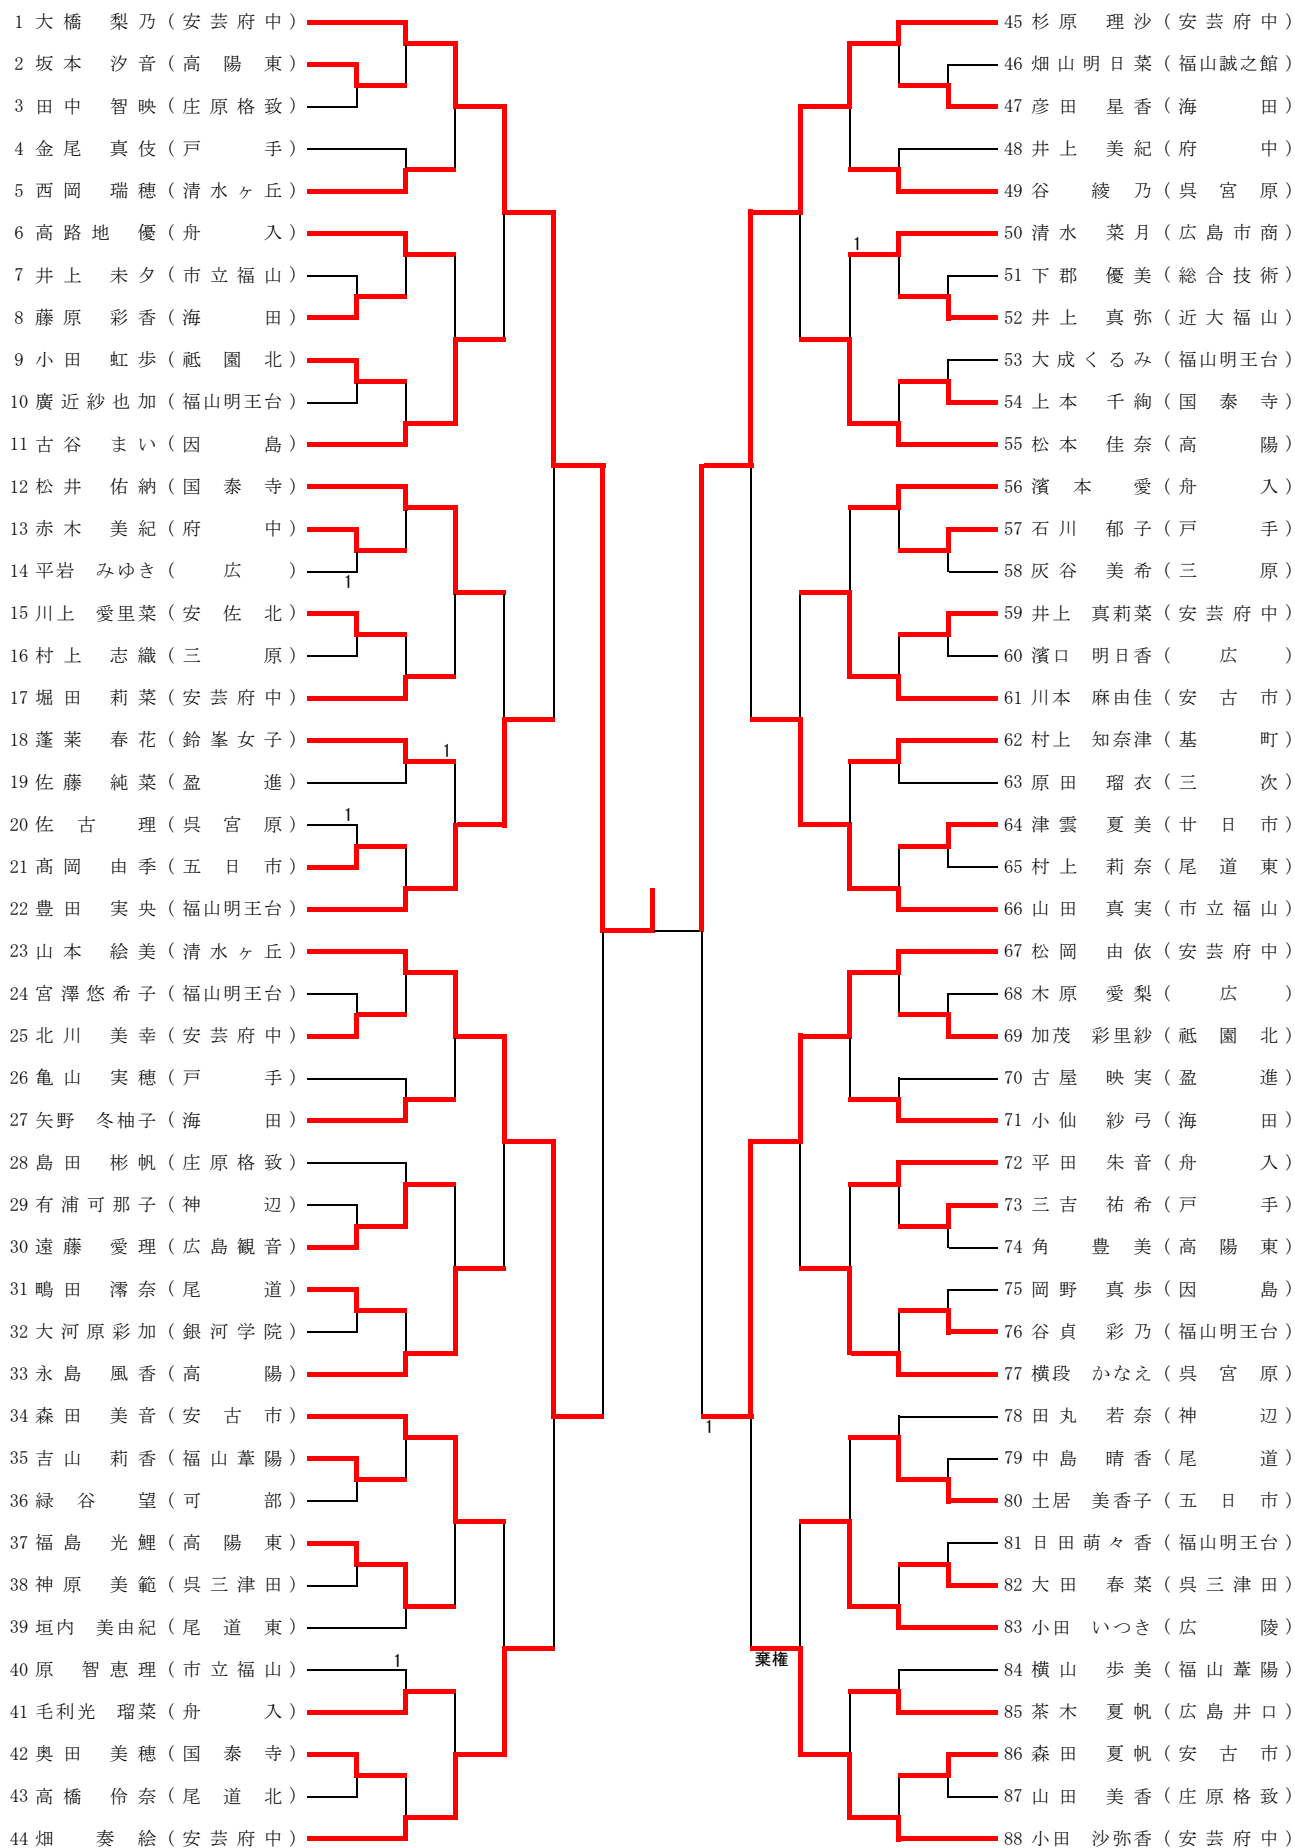 1 大橋 梨乃 (安芸府中)
2 坂本 汐音 (高陽東)
3 田中 智映 (庄原格致)
4 金尾 真伎 (戸手)
5 西岡 瑞穂 (清水ヶ丘)
6 高路地 優 (舟入)
7 井上 未夕 (市立福山)
8 藤原 彩香 (海田)
9 小田 虹歩 (祗園北)
10 廣近紗也加 (福山明王台)
11 古谷 まい (因島)
12 松井 佑納 (国泰寺)
13 赤木 美紀 (府中)
14 平岩 みゆき (広)
1
15 川上 愛里菜 (安佐北)
16 村上 志織 (三原)
17 堀田 莉菜 (安芸府中)
18 蓬莱 春花 (鈴峯女子)
1
19 佐藤 純菜 (盈進)
20 佐古 理 (呉宮原)
1
21 髙岡 由季 (五日市)
22 豊田 実央 (福山明王台)
23 山本 絵美 (清水ヶ丘)
24 宮澤悠希子 (福山明王台)
25 北川 美幸 (安芸府中)
26 亀山 実穂 (戸手)
27 矢野 冬柚子 (海田)
28 島田 彬帆 (庄原格致)
29 有浦可那子 (神辺)
30 遠藤 愛理 (広島観音)
31 鴫田 澪奈 (尾道)
32 大河原彩加 (銀河学院)
33 永島 風香 (高陽)
34 森田 美音 (安古市)
35 吉山 莉香 (福山葦陽)
36 緑谷 望 (可部)
37 福島 光鯉 (高陽東)
38 神原 美範 (呉三津田)
39 垣内 美由紀 (尾道東)
40 原 智恵理 (市立福山)
1
41 毛利光 瑠菜 (舟入)
42 奥田 美穂 (国泰寺)
43 高橋 伶奈 (尾道北)
44 畑 奏絵 (安芸府中)
45 杉原 理沙 (安芸府中)
46 畑山明日菜 (福山誠之館)
47 彦田 星香 (海田)
48 井上 美紀 (府中)
49 谷 綾乃 (呉宮原)
50 清水 菜月 (広島市商)
1
51 下郡 優美 (総合技術)
52 井上 真弥 (近大福山)
53 大成くるみ (福山明王台)
54 上本 千絢 (国泰寺)
55 松本 佳奈 (高陽)
56 濱本 愛 (舟入)
57 石川 郁子 (戸手)
58 灰谷 美希 (三原)
59 井上 真莉菜 (安芸府中)
60 濱口 明日香 (広)
61 川本 麻由佳 (安古市)
62 村上 知奈津 (基町)
63 原田 瑠衣 (三次)
64 津雲 夏美 (廿日市)
65 村上 莉奈 (尾道東)
66 山田 真実 (市立福山)
67 松岡 由依 (安芸府中)
68 木原 愛梨 (広)
69 加茂 彩里紗 (祗園北)
70 古屋 映実 (盈進)
71 小仙 紗弓 (海田)
72 平田 朱音 (舟入)
73 三吉 祐希 (戸手)
74 角 豊美 (高陽東)
75 岡野 真歩 (因島)
76 谷貞 彩乃 (福山明王台)
77 横段 かなえ (呉宮原)
78 田丸 若奈 (神辺)
1
79 中島 晴香 (尾道)
80 土居 美香子 (五日市)
81 日田萌々香 (福山明王台)
82 大田 春菜 (呉三津田)
83 小田 いつき (広陵)
棄権
84 横山 歩美 (福山葦陽)
85 茶木 夏帆 (広島井口)
86 森田 夏帆 (安古市)
87 山田 美香 (庄原格致)
88 小田 沙弥香 (安芸府中)